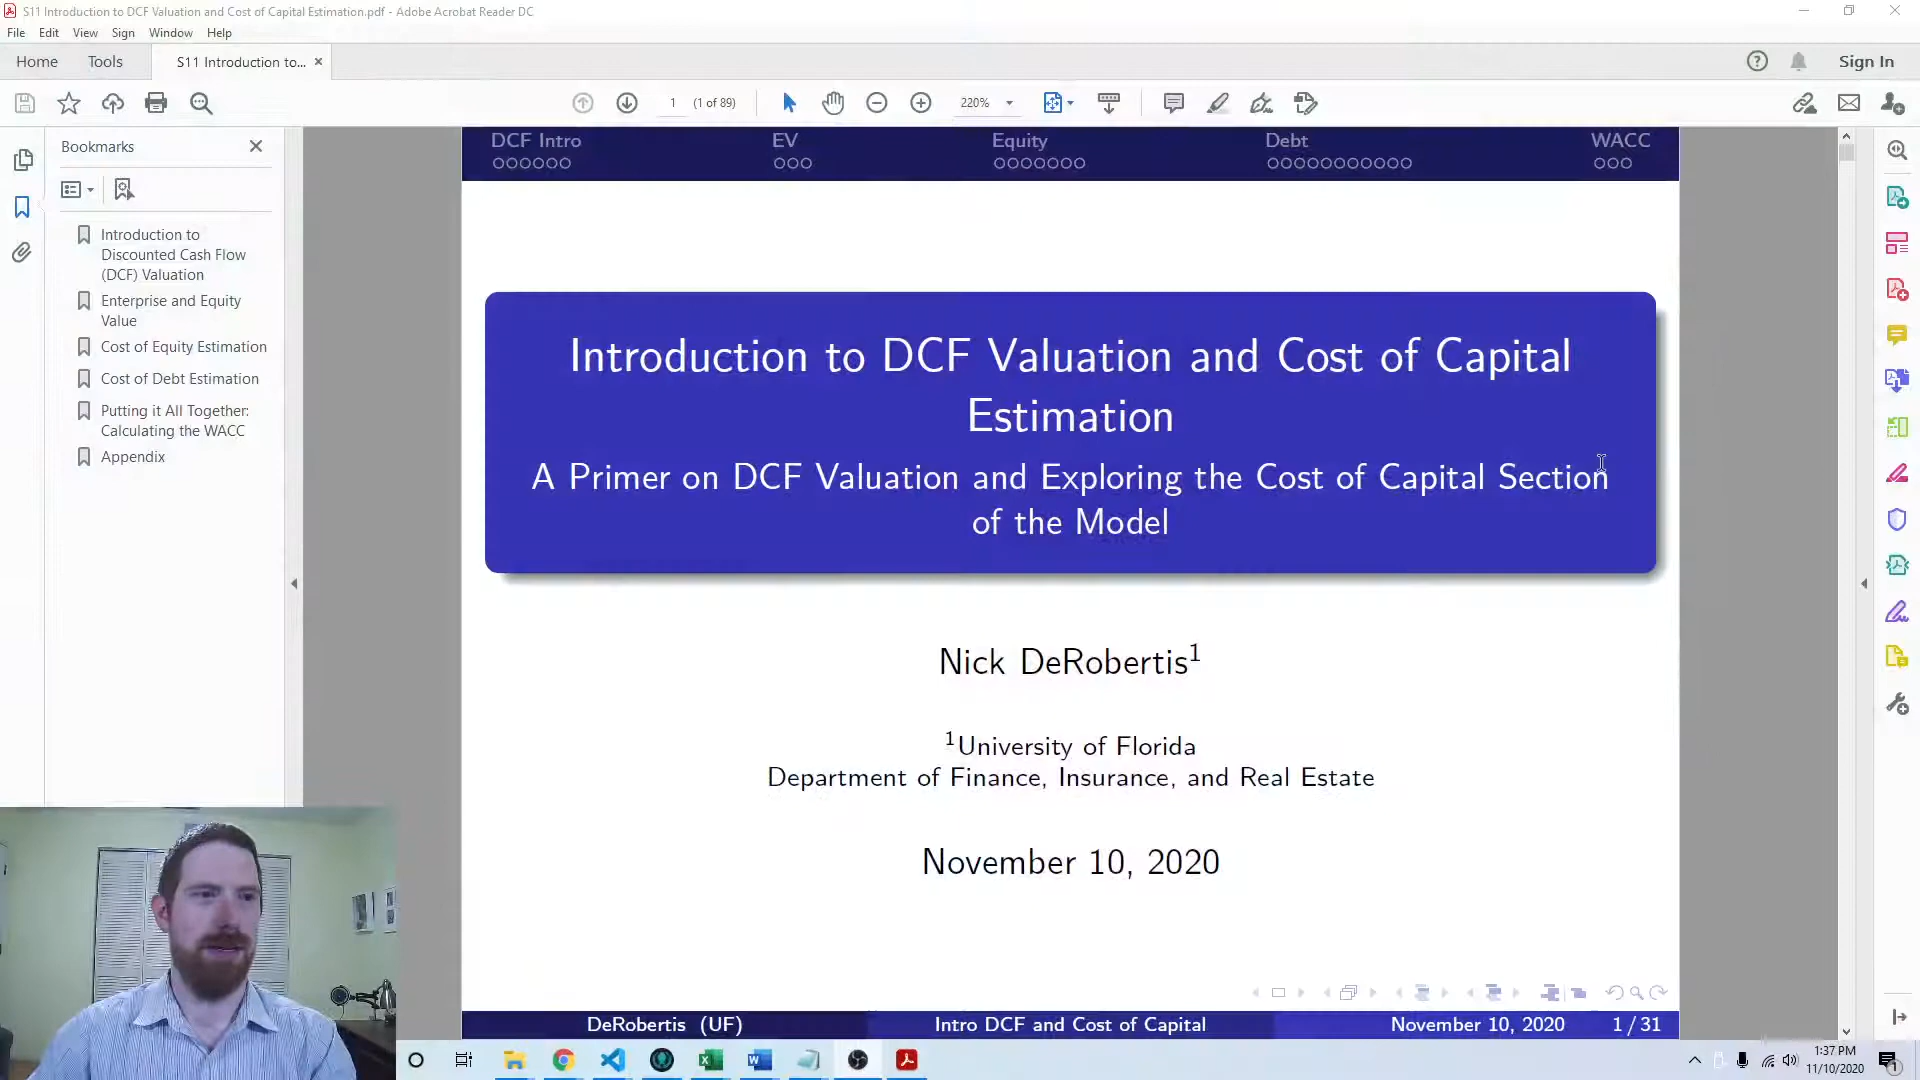 S11 Introduction to DCF Valuation and Cost of Capital Estimation.pdf - Adobe Acrobat Reader DC
File Edit View Sign Window Help
Home Tools S11 Introduction to... × Sign In
1 (1 of 89) 220%
Bookmarks
Introduction to
Discounted Cash Flow
(DCF) Valuation
Enterprise and Equity
Value
Cost of Equity Estimation
Cost of Debt Estimation
Putting it All Together:
Calculating the WACC
Appendix
DCF Intro EV Equity Debt WACC
Introduction to DCF Valuation and Cost of Capital
Estimation
A Primer on DCF Valuation and Exploring the Cost of Capital Section
of the Model
Nick DeRobertis¹
¹University of Florida
Department of Finance, Insurance, and Real Estate
November 10, 2020
DeRobertis (UF) Intro DCF and Cost of Capital November 10, 2020 1 / 31
1:37 PM
11/10/2020
1